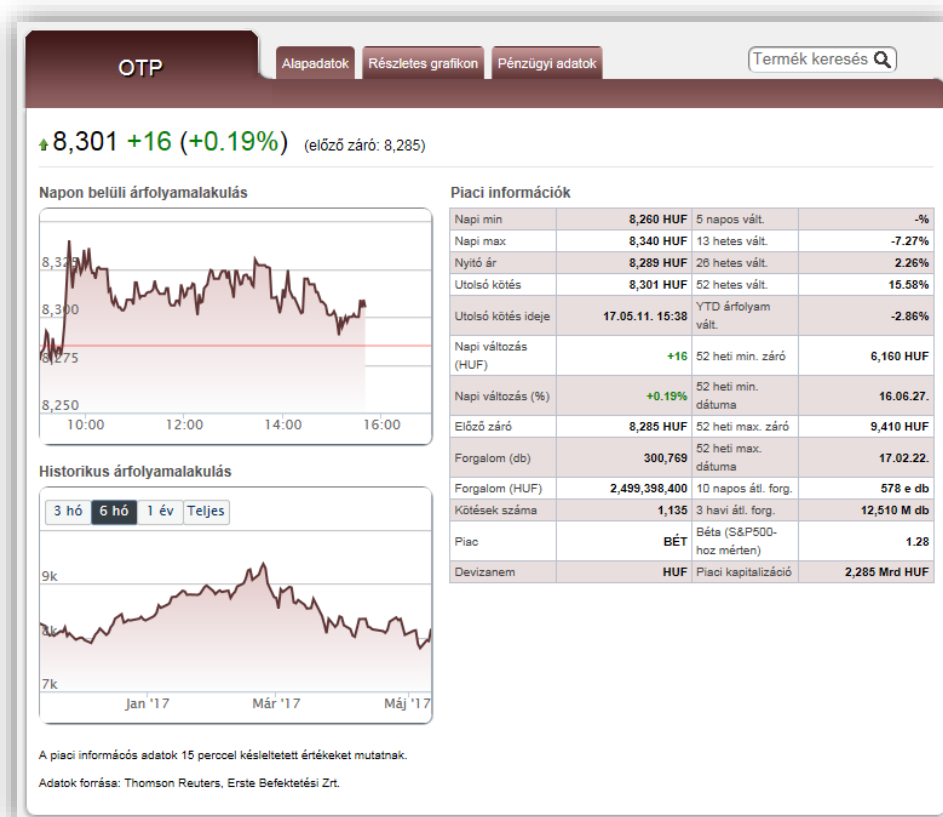 OTP
Alapadatok
Részletes grafikon
Pénzügyi adatok
Termék keresés
8,301 +16 (+0.19%) (előző záró: 8,285)
Napon belüli árfolyamalakulás
8,325
8,300
8,275
8,250
10:00 12:00 14:00 16:00
Historikus árfolyamalakulás
3 hó 6 hó 1 év Teljes
9k
8k
7k
Jan '17 Már '17 Máj '17
Piaci információk
Napi min 8,260 HUF 5 napos vált. -%
Napi max 8,340 HUF 13 hetes vált. -7.27%
Nyitó ár 8,289 HUF 26 hetes vált. 2.26%
Utolsó kötés 8,301 HUF 52 hetes vált. 15.58%
Utolsó kötés ideje 17.05.11. 15:38 YTD árfolyam
vált. -2.86%
Napi változás
(HUF) +16 52 heti min. záró 6,160 HUF
Napi változás (%) +0.19% 52 heti min.
dátuma 16.06.27.
Előző záró 8,285 HUF 52 heti max. záró 9,410 HUF
Forgalom (db) 300,769 52 heti max.
dátuma 17.02.22.
Forgalom (HUF) 2,499,398,400 10 napos átl. forg. 578 e db
Kötések száma 1,135 3 havi átl. forg. 12,510 M db
Piac BÉT Béta (S&P500-
hoz mérten) 1.28
Devizanem HUF Piaci kapitalizáció 2,285 Mrd HUF
A piaci informácós adatok 15 perccel késleltetett értékeket mutatnak.
Adatok forrása: Thomson Reuters, Erste Befektetési Zrt.